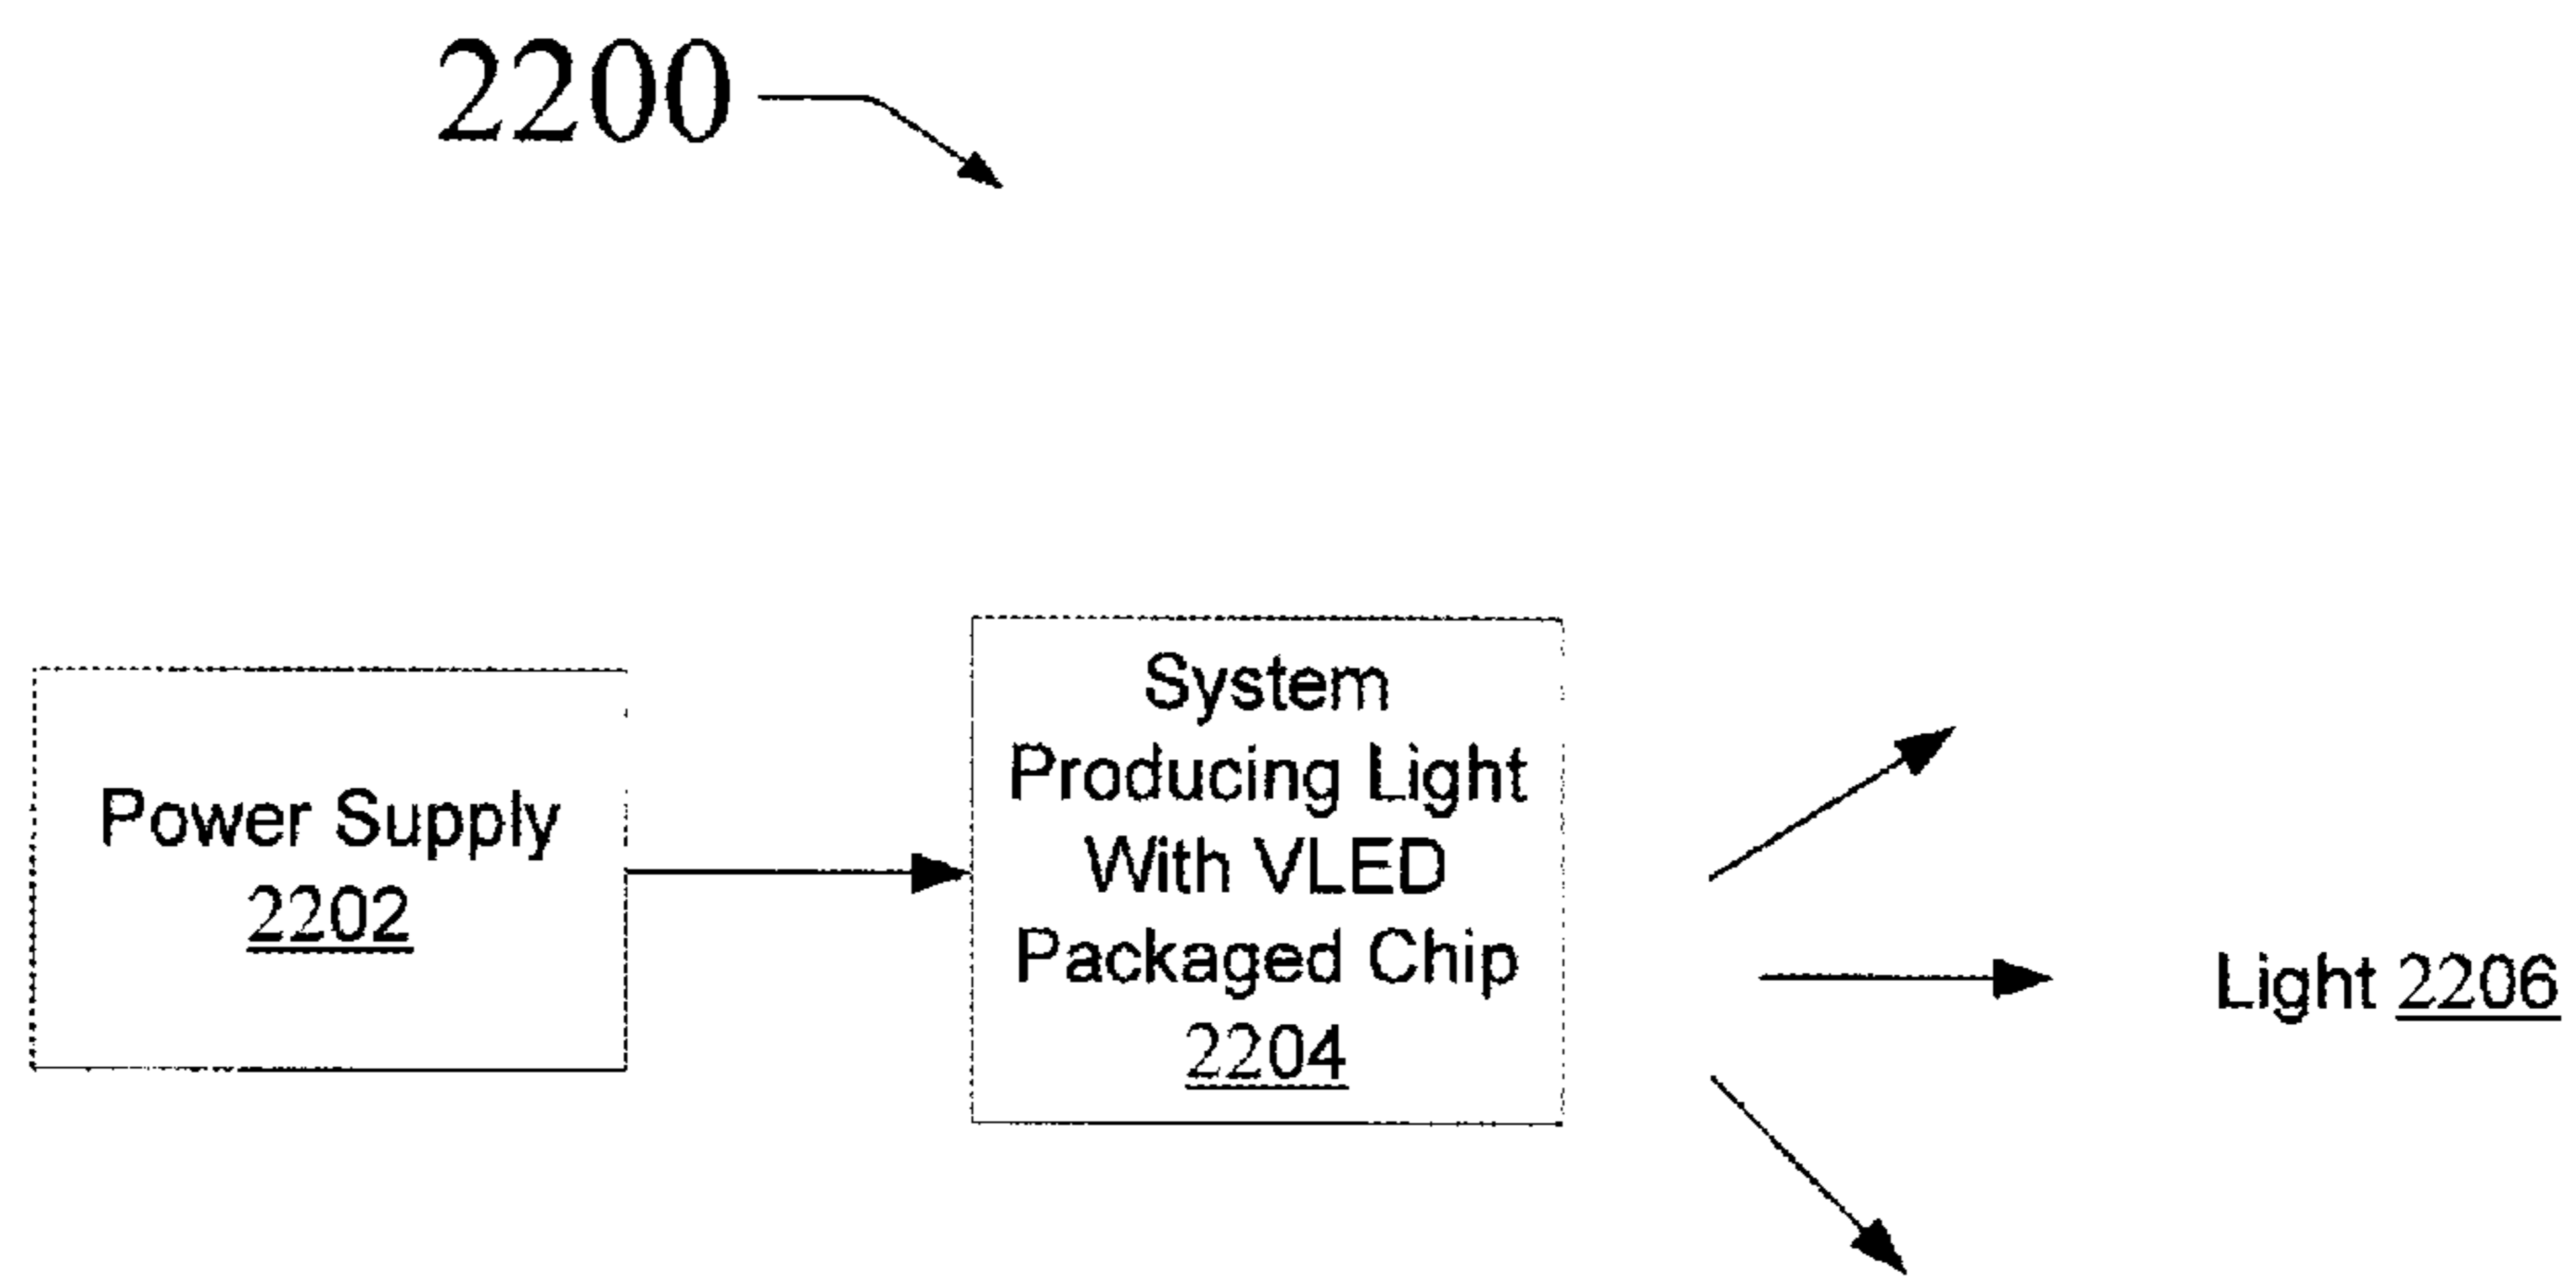 2200
Power Supply
2202
System
Producing Light
With VLED
Packaged Chip
2204
Light 2206